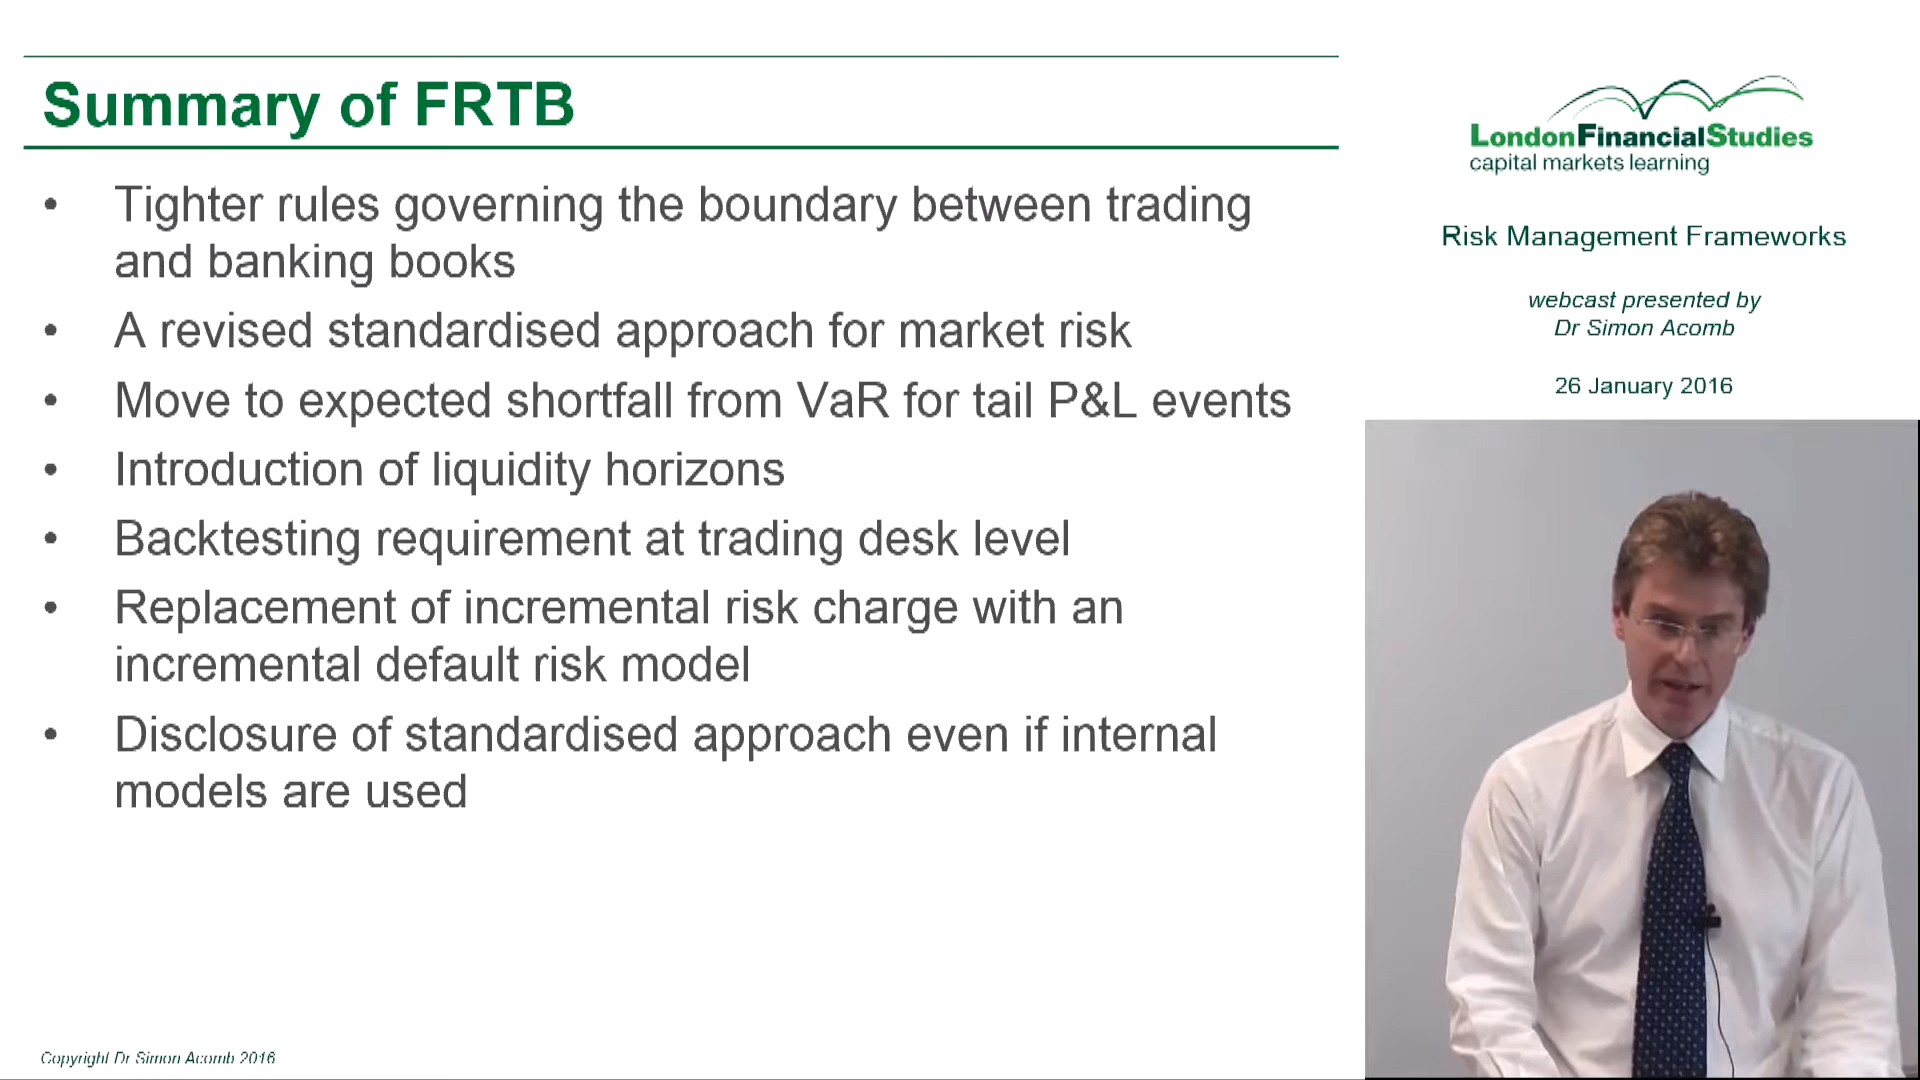 Summary of FRTB
• Tighter rules governing the boundary between trading
and banking books
• A revised standardised approach for market risk
• Move to expected shortfall from VaR for tail P&L events
• Introduction of liquidity horizons
• Backtesting requirement at trading desk level
• Replacement of incremental risk charge with an
incremental default risk model
• Disclosure of standardised approach even if internal
models are used
Copyright Dr Simon Acomb 2016
LondonFinancialStudies
capital markets learning
Risk Management Frameworks
webcast presented by
Dr Simon Acomb
26 January 2016